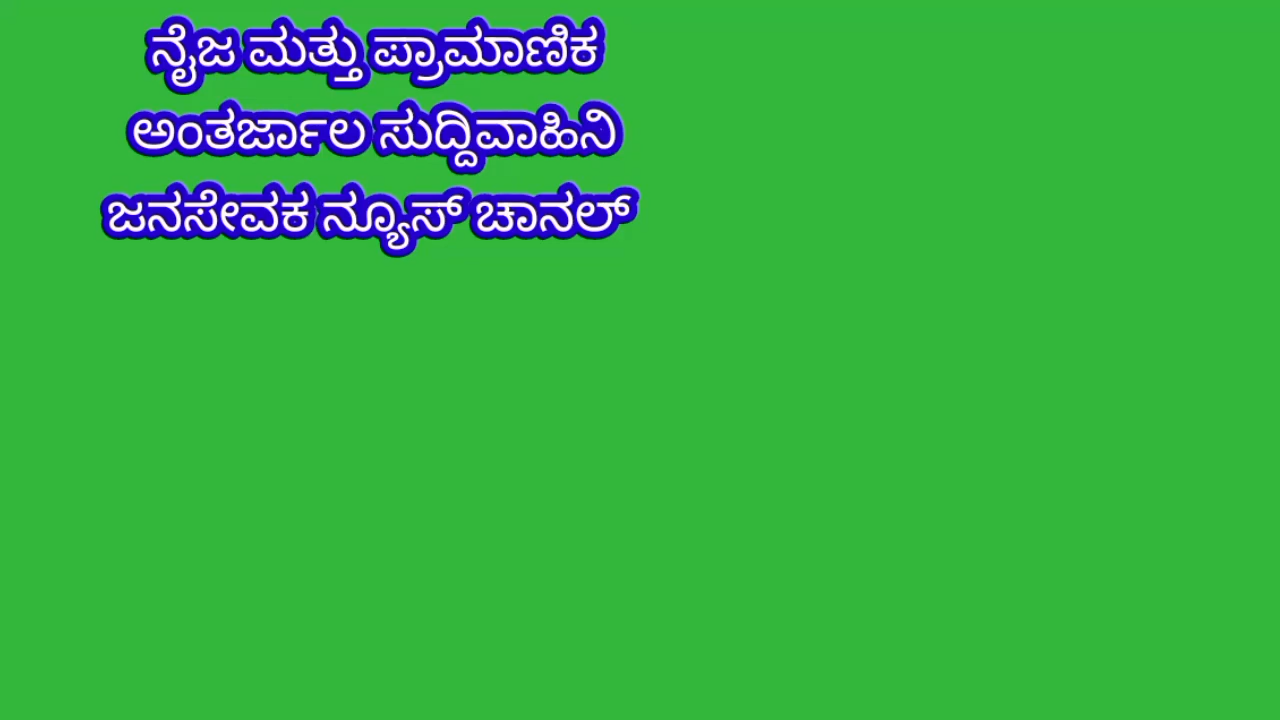 ನೈಜ ಮತ್ತು ಪ್ರಾಮಾಣಿಕ
ಅಂತರ್ಜಾಲ ಸುದ್ದಿವಾಹಿನಿ
ಜನಸೇವಕ ನ್ಯೂಸ್ ಚಾನಲ್